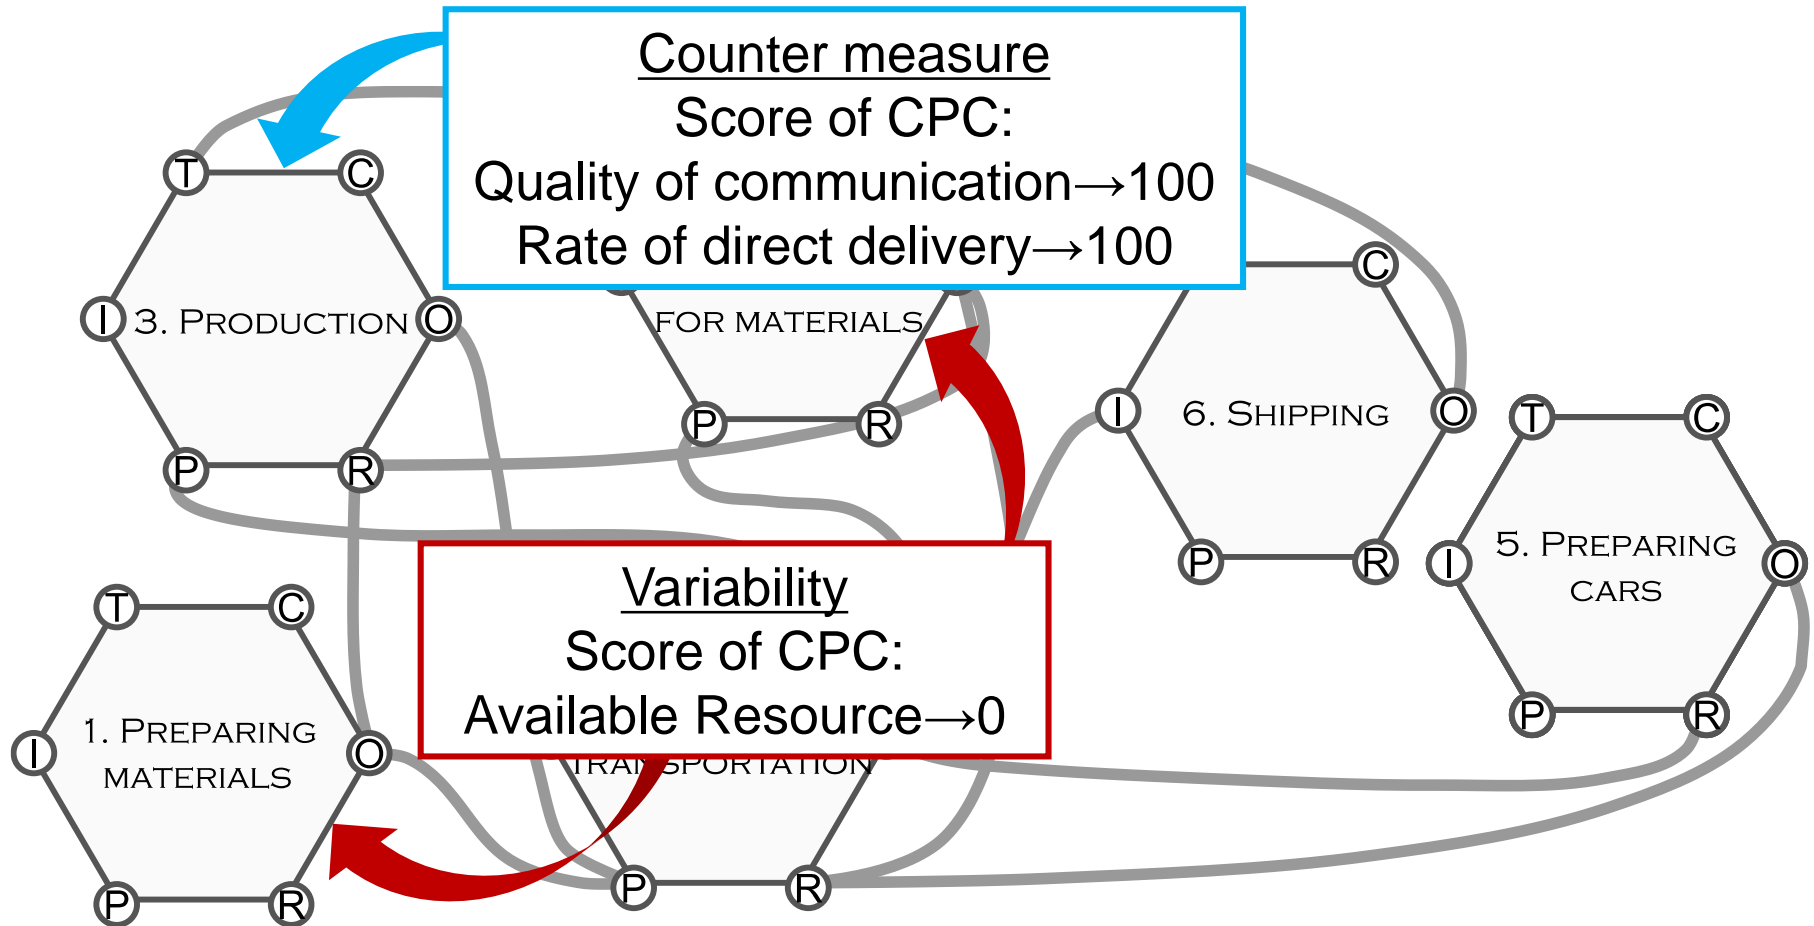 Counter measure
Score of CPC:
Quality of communication→100
Rate of direct delivery→100
T
C
I
3. PRODUCTION
O
P
R
FOR MATERIALS
P
R
C
I
6. SHIPPING
O
P
R
T
C
I
5. PREPARING
CARS
O
P
R
Variability
Score of CPC:
Available Resource→0
T
C
I
1. PREPARING
MATERIALS
O
P
R
TRANSPORTATION
P
R